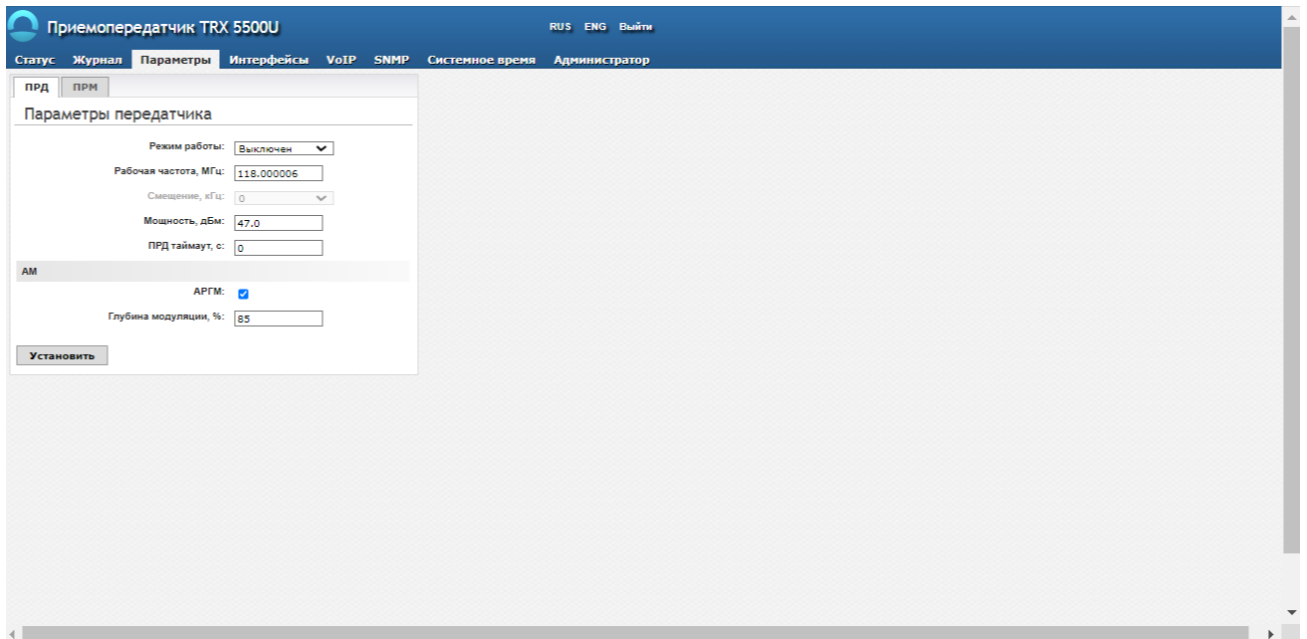 Приемопередатчик TRX 5500U RUS ENG Выйти
Статус Журнал Параметры Интерфейсы VoIP SNMP Системное время Администратор
ПРД ПРМ
Параметры передатчика
Режим работы: Выключен
Рабочая частота, МГц: 118.000006
Смещение, кГц: 0
Мощность, дБм: 47.0
ПРД таймаут, с: 0
АМ
АРГМ:
Глубина модуляции, %: 85
Установить